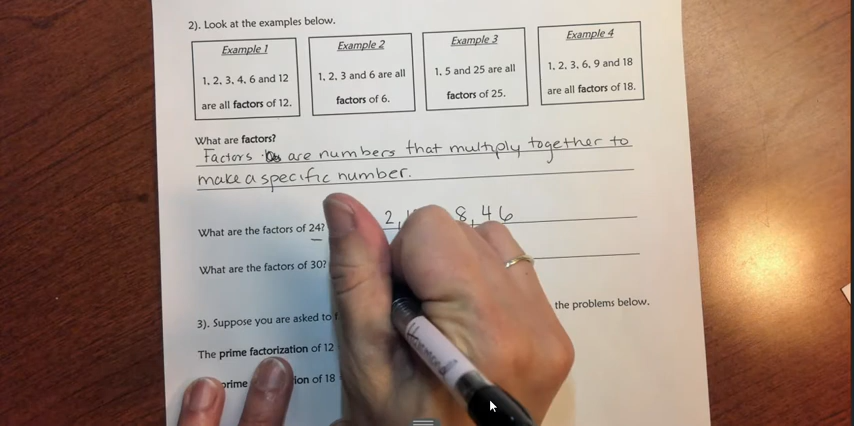 2). Look at the examples below.
Example 1
1, 2, 3, 4, 6 and 12
are all factors of 12.
Example 2
1, 2, 3 and 6 are all
factors of 6.
Example 3
1, 5 and 25 are all
factors of 25.
Example 4
1, 2, 3, 6, 9 and 18
are all factors of 18.
What are factors?
Factors are numbers that multiply together to
make a specific number.
What are the factors of 24? 2, 8, 4 6
What are the factors of 30?
3). Suppose you are asked to the problems below.
The prime factorization of 12
prime ion of 18